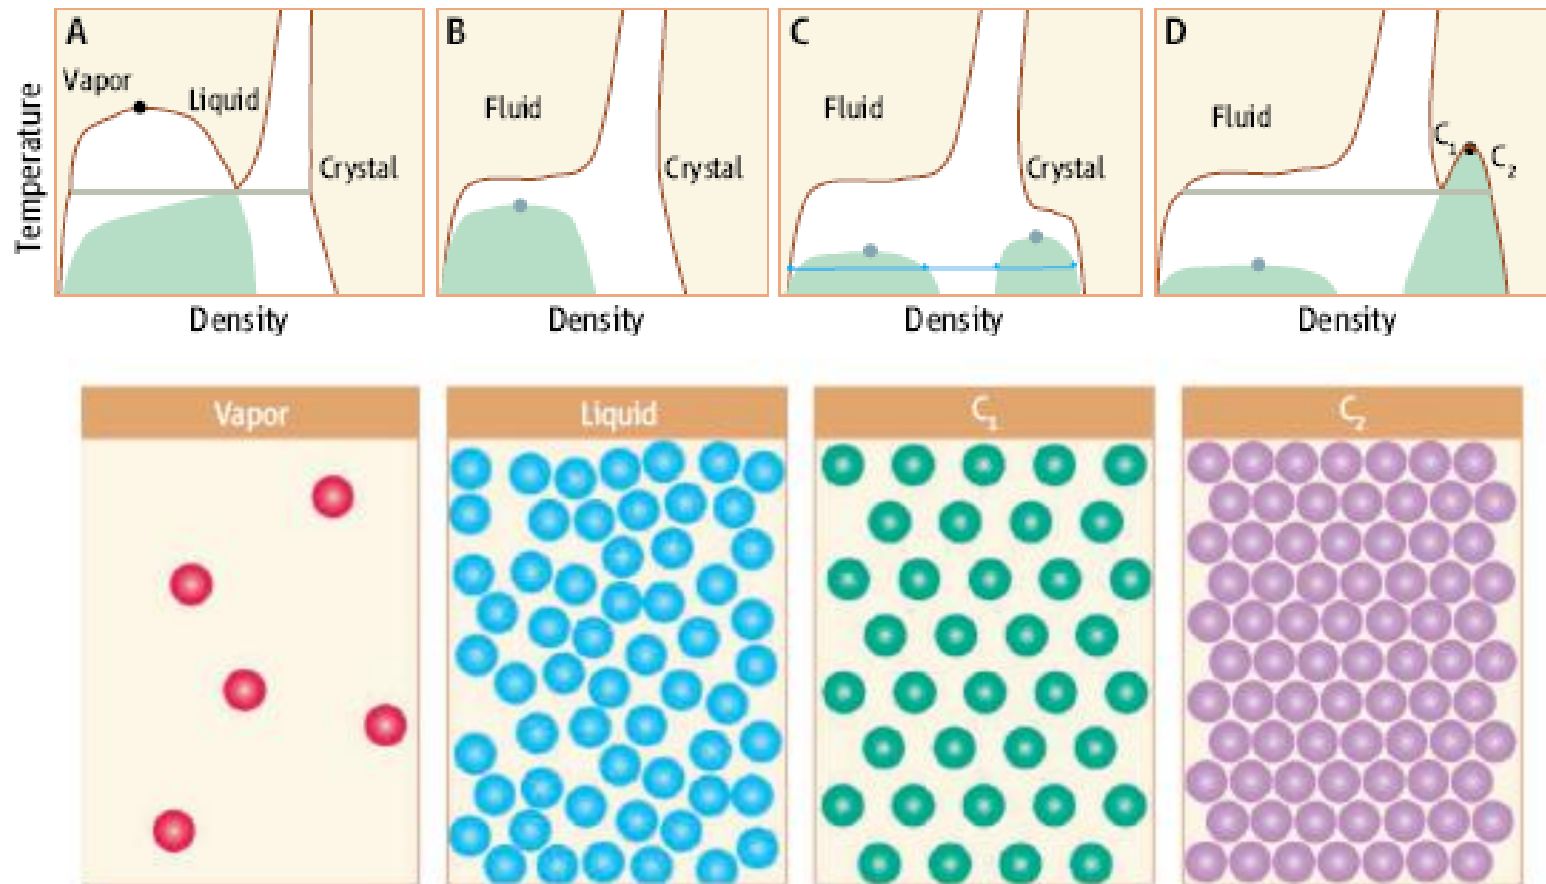 A
B
C
D
Vapor
Liquid
Crystal
Fluid
Crystal
Fluid
Crystal
Fluid
C₁
C₂
Temperature
Density
Density
Density
Density
Vapor
Liquid
C₁
C₂